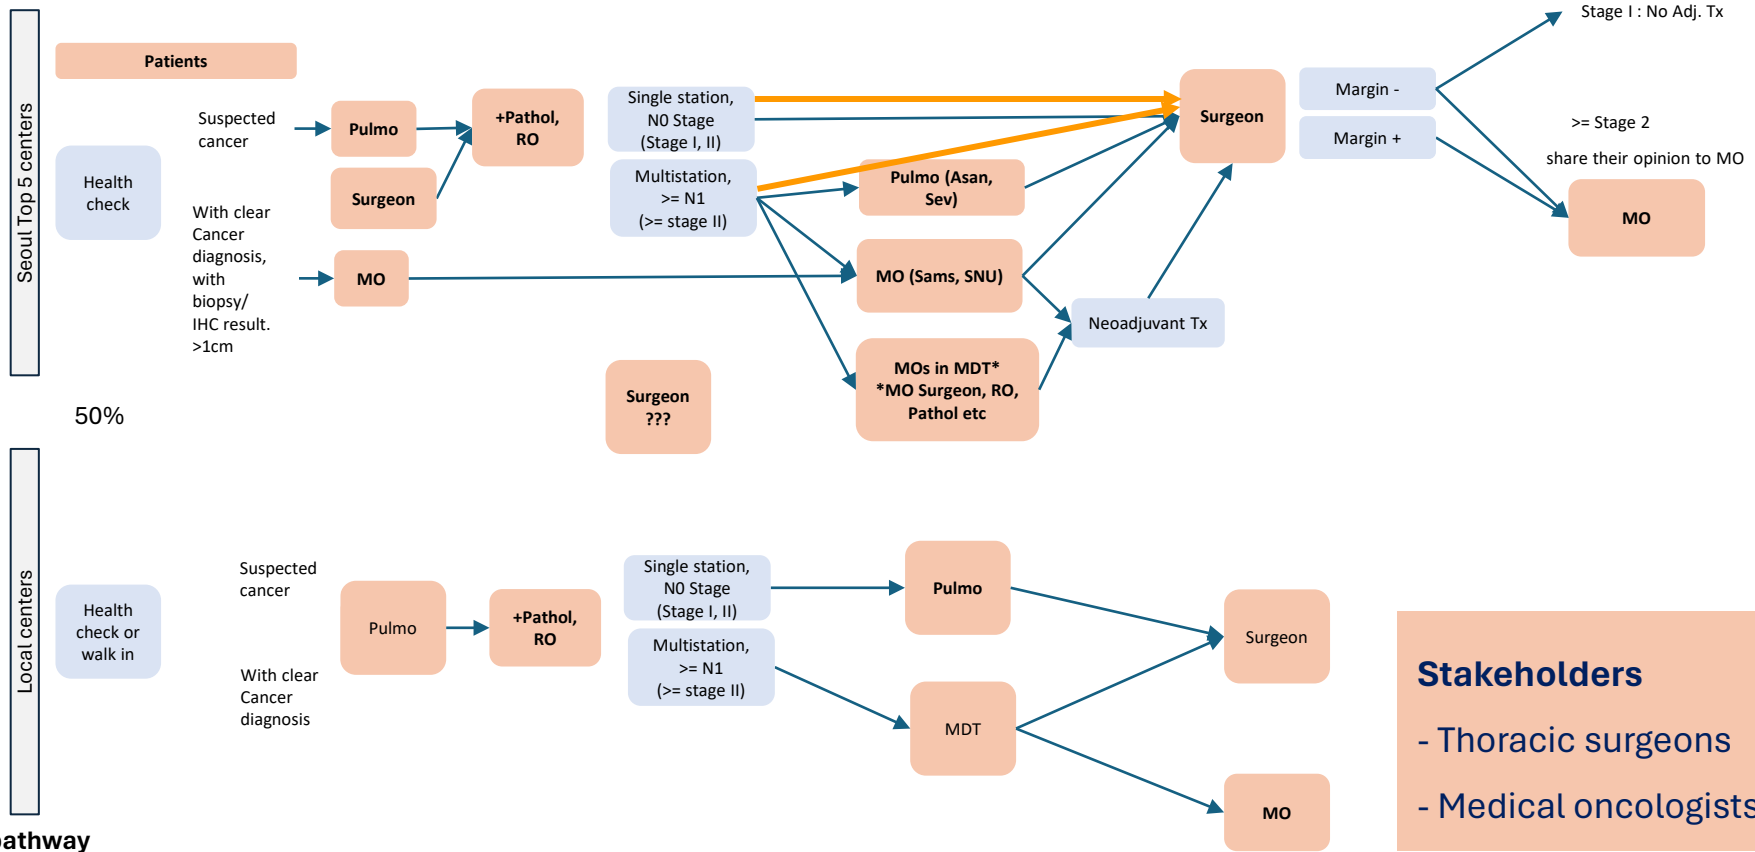 Seoul Top 5 centers
Patients
Health
check
Suspected
cancer
With clear
Cancer
diagnosis,
with
biopsy/
IHC result.
>1cm
Pulmo
Surgeon
MO
+Pathol,
RO
Single station,
N0 Stage
(Stage I, II)
Multistation,
>= N1
(>= stage II)
Surgeon
???
Pulmo (Asan,
Sev)
MO (Sams, SNU)
MOs in MDT*
*MO Surgeon, RO,
Pathol etc
Neoadjuvant Tx
Surgeon
Margin -
Margin +
Stage I : No Adj. Tx
>= Stage 2
share their opinion to MO
MO
50%
Local centers
Health
check or
walk in
Suspected
cancer
With clear
Cancer
diagnosis
Pulmo
+Pathol,
RO
Single station,
N0 Stage
(Stage I, II)
Multistation,
>= N1
(>= stage II)
Pulmo
MDT
Surgeon
MO
Stakeholders
- Thoracic surgeons
- Medical oncologists
pathway